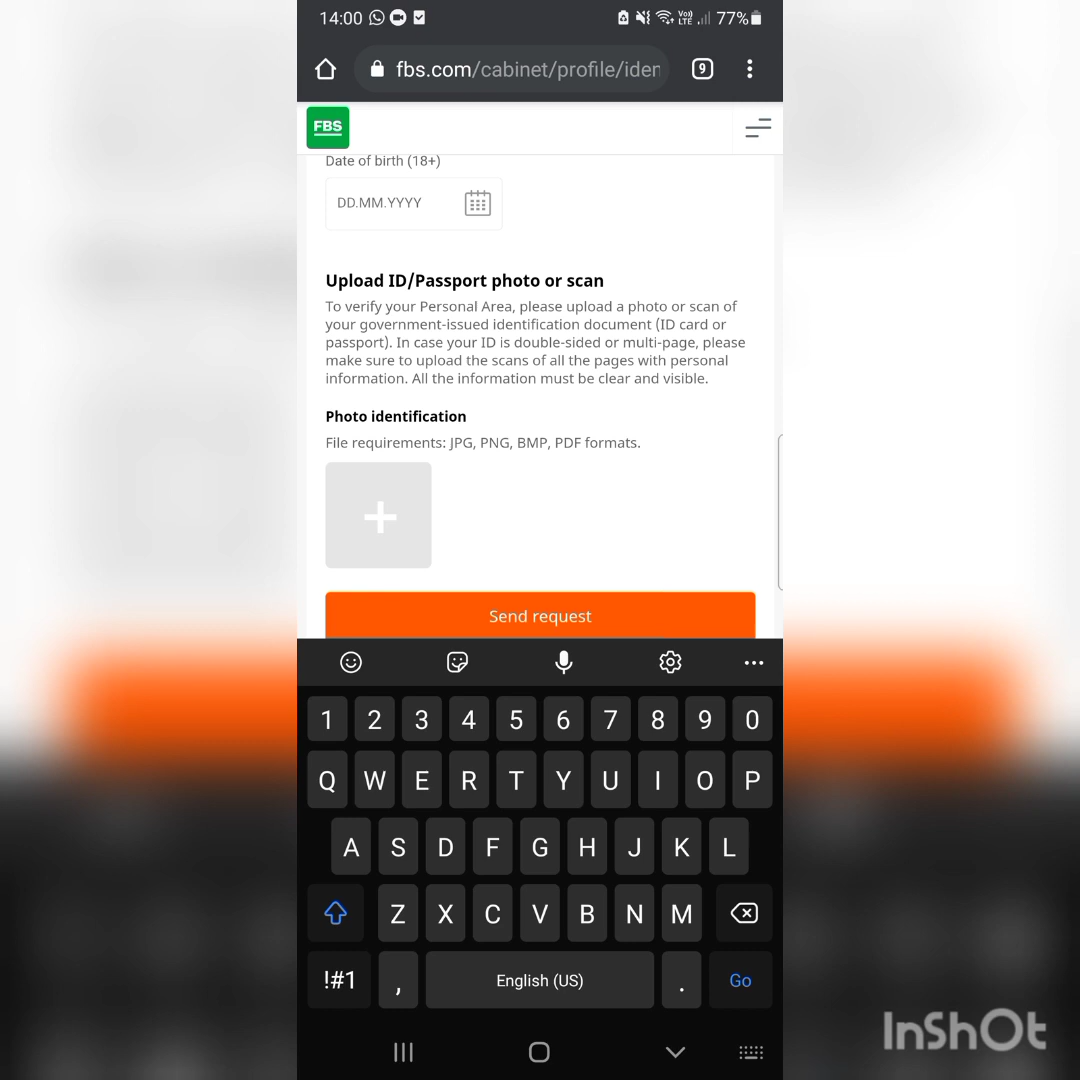 14:00 Vo) LTE 77%
fbs.com/cabinet/profile/iden 9
FBS
Date of birth (18+)
DD.MM.YYYY
Upload ID/Passport photo or scan
To verify your Personal Area, please upload a photo or scan of
your government-issued identification document (ID card or
passport). In case your ID is double-sided or multi-page, please
make sure to upload the scans of all the pages with personal
information. All the information must be clear and visible.
Photo identification
File requirements: JPG, PNG, BMP, PDF formats.
Send request
1 2 3 4 5 6 7 8 9 0
Q W E R T Y U I O P
A S D F G H J K L
Z X C V B N M
!#1 , English (US) . Go
InShOt